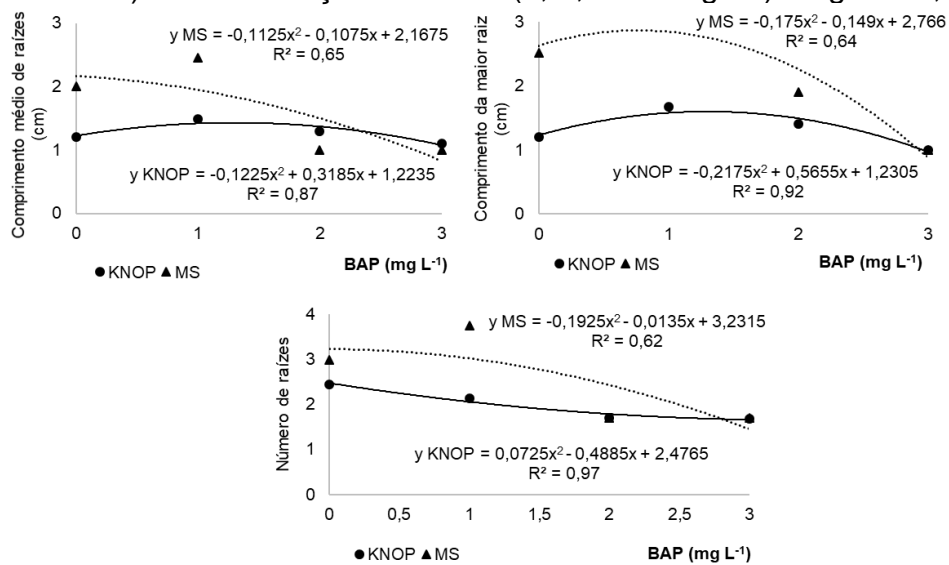 3
y MS = -0,1125x² - 0,1075x + 2,1675
R² = 0,65
2
1
y KNOP = -0,1225x² + 0,3185x + 1,2235
R² = 0,87
0
Comprimento médio de raízes
(cm)
0 1 2 3
BAP (mg L⁻¹)
● KNOP ▲ MS
3
y MS = -0,175x² - 0,149x + 2,766
R² = 0,64
2
1
y KNOP = -0,2175x² + 0,5655x + 1,2305
R² = 0,92
0
Comprimento da maior raiz
(cm)
0 1 2 3
BAP (mg L⁻¹)
● KNOP ▲ MS
4
y MS = -0,1925x² - 0,0135x + 3,2315
R² = 0,62
3
2
1
y KNOP = 0,0725x² - 0,4885x + 2,4765
R² = 0,97
0
Número de raízes
0 0,5 1 1,5 2 2,5 3
BAP (mg L⁻¹)
● KNOP ▲ MS